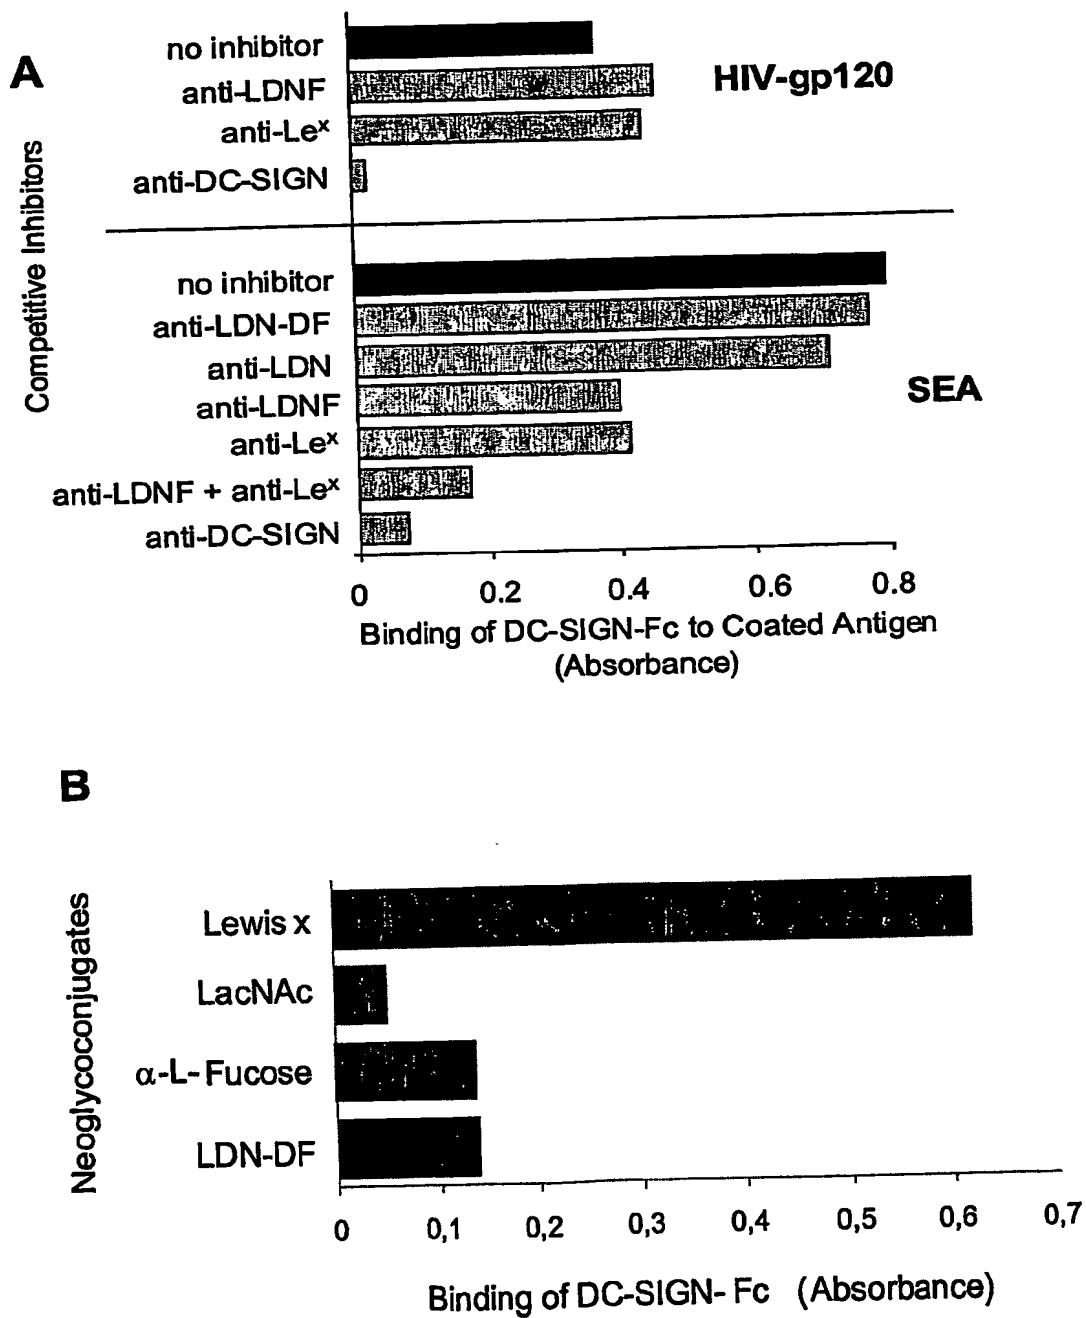 A
Competitive Inhibitors
no inhibitor
anti-LDNF
anti-Leˣ
anti-DC-SIGN
HIV-gp120
no inhibitor
anti-LDN-DF
anti-LDN
anti-LDNF
anti-Leˣ
anti-LDNF + anti-Leˣ
anti-DC-SIGN
SEA
0 0.2 0.4 0.6 0.8
Binding of DC-SIGN-Fc to Coated Antigen
(Absorbance)
B
Neoglycoconjugates
Lewis x
LacNAc
α-L-Fucose
LDN-DF
0 0,1 0,2 0,3 0,4 0,5 0,6 0,7
Binding of DC-SIGN- Fc (Absorbance)